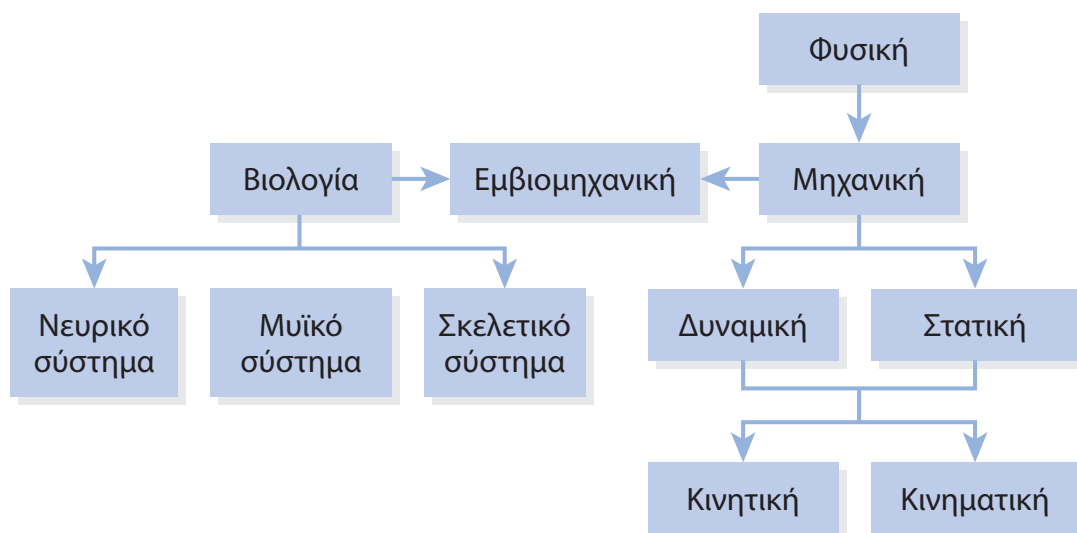 Φυσική
Βιολογία
Εμβιομηχανική
Μηχανική
Νευρικό
σύστημα
Μυϊκό
σύστημα
Σκελετικό
σύστημα
Δυναμική
Στατική
Κινητική
Κινηματική